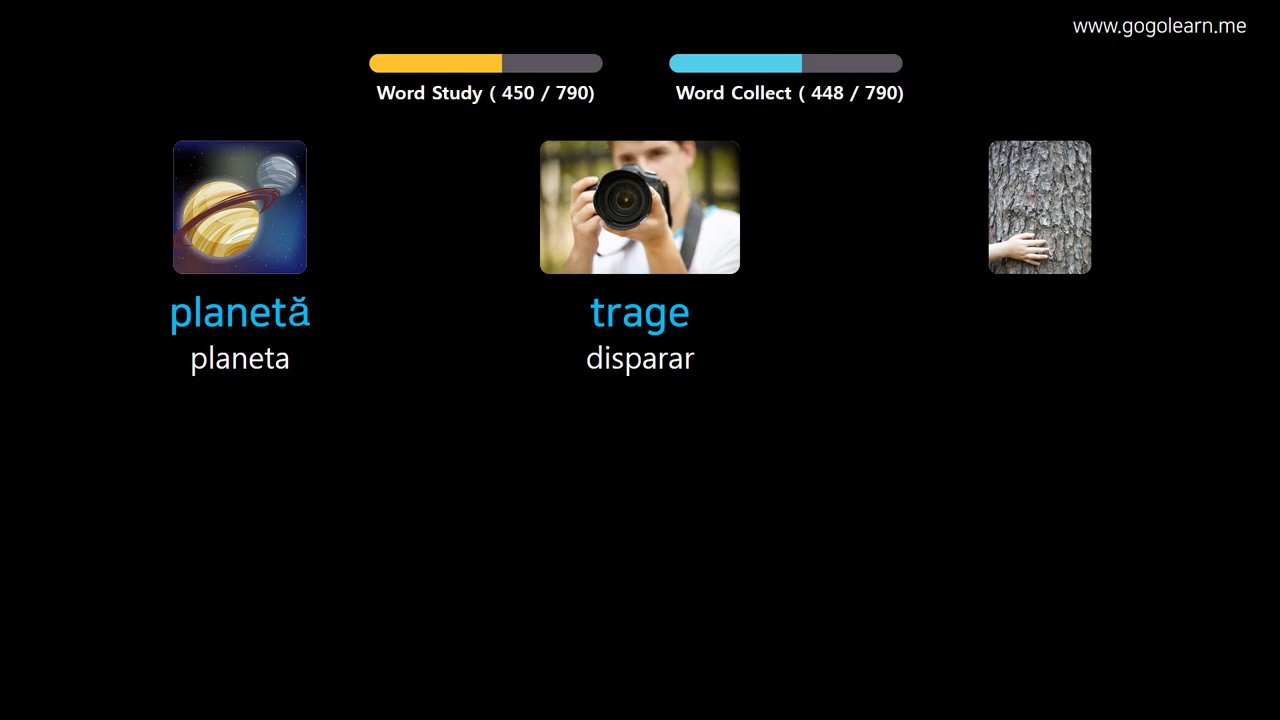 www.gogolearn.me
Word Study ( 450 / 790)
Word Collect ( 448 / 790)
planetă
trage
planeta
disparar